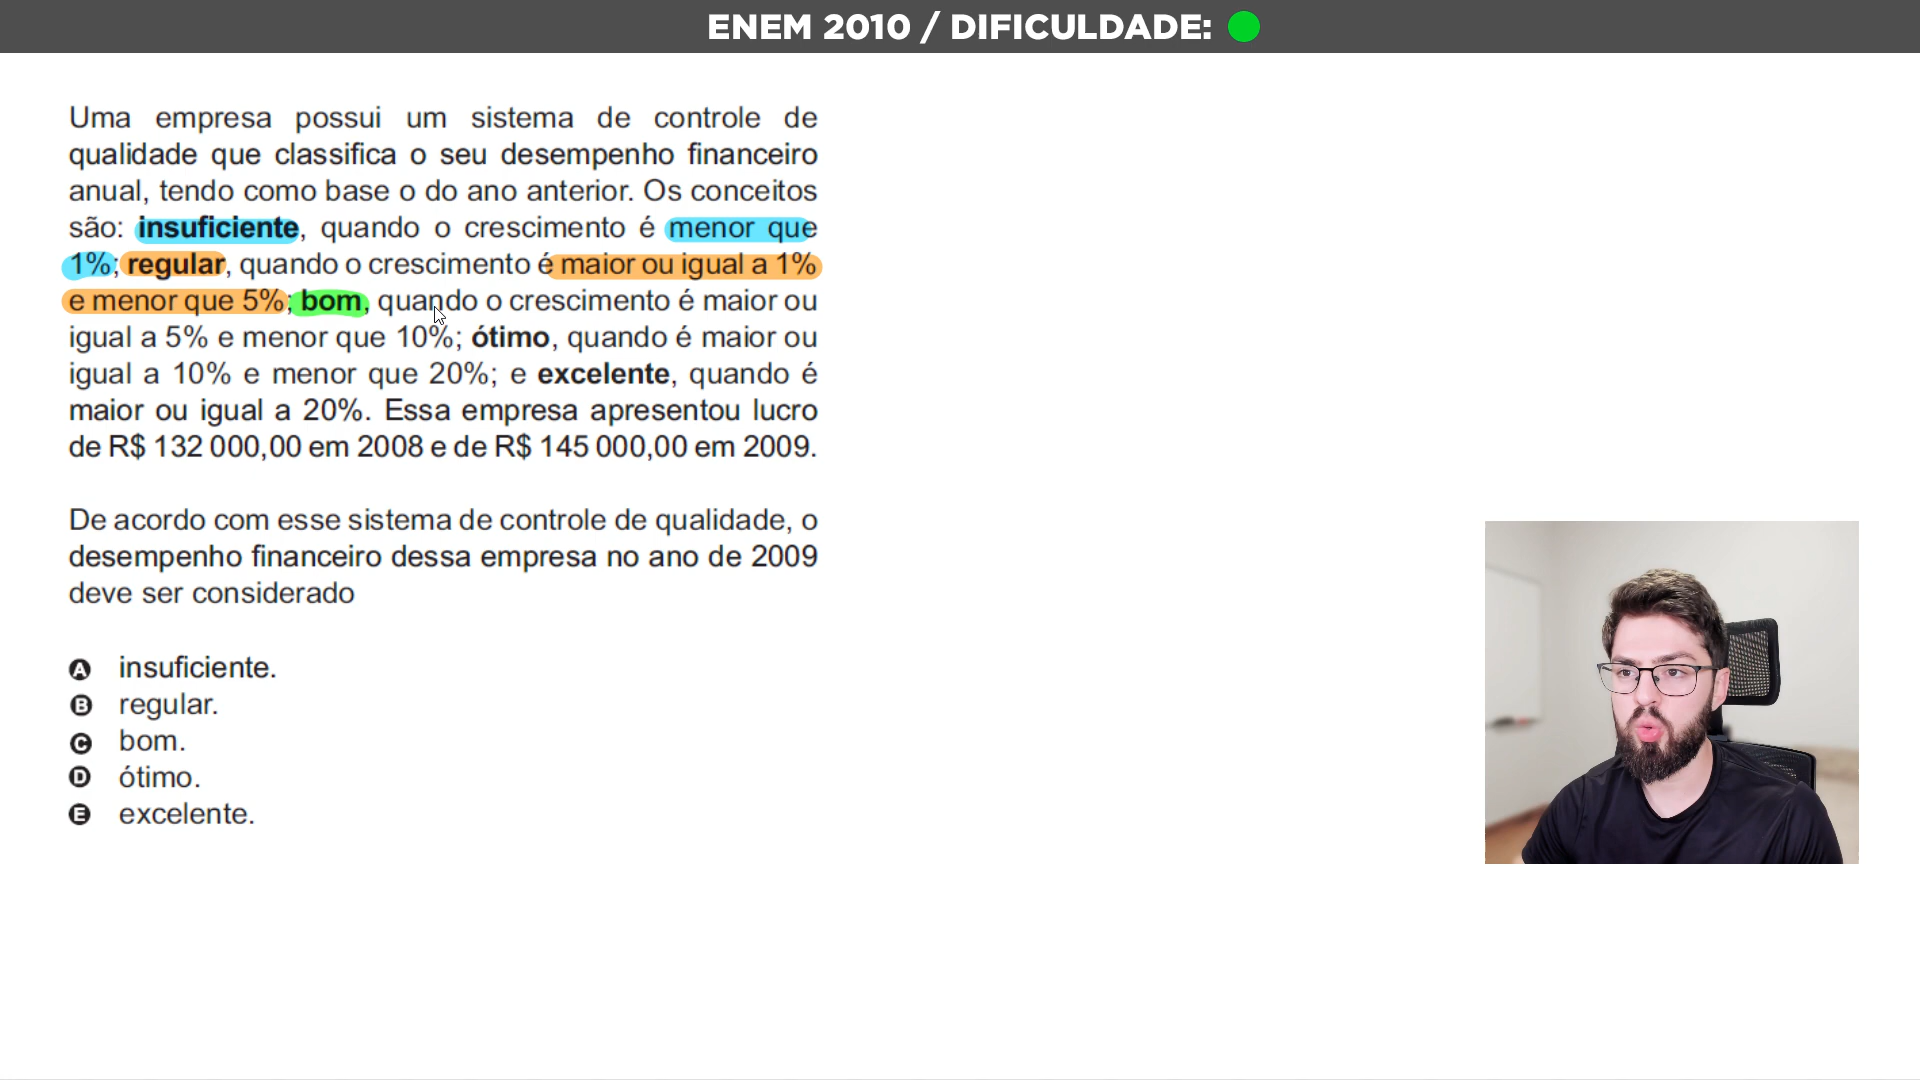 ENEM 2010 / DIFICULDADE:
Uma empresa possui um sistema de controle de
qualidade que classifica o seu desempenho financeiro
anual, tendo como base o do ano anterior. Os conceitos
são: insuficiente, quando o crescimento é menor que
1%; regular, quando o crescimento é maior ou igual a 1%
e menor que 5%; bom, quando o crescimento é maior ou
igual a 5% e menor que 10%; ótimo, quando é maior ou
igual a 10% e menor que 20%; e excelente, quando é
maior ou igual a 20%. Essa empresa apresentou lucro
de R$ 132 000,00 em 2008 e de R$ 145 000,00 em 2009.
De acordo com esse sistema de controle de qualidade, o
desempenho financeiro dessa empresa no ano de 2009
deve ser considerado
A insuficiente.
B regular.
C bom.
D ótimo.
E excelente.